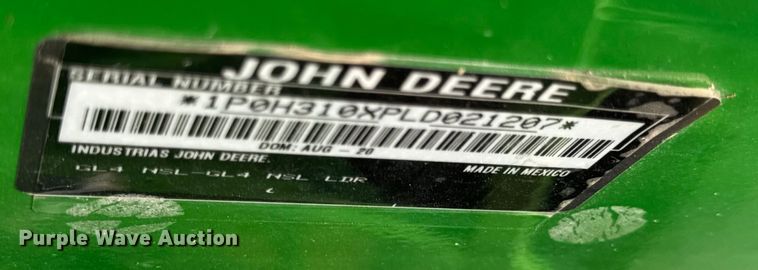 JOHN DEERE
SERIAL NUMBER
*1P0H310XPLD021207*
DOM: AUG - 20
INDUSTRIAS JOHN DEERE.
MADE IN MEXICO
GL4 NSL-GL4 NSL LDR
Purple Wave Auction